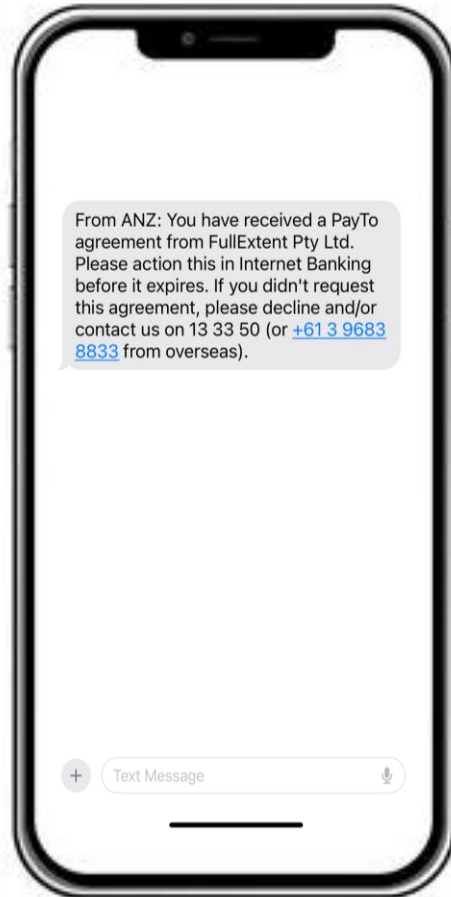 From ANZ: You have received a PayTo
agreement from FullExtent Pty Ltd.
Please action this in Internet Banking
before it expires. If you didn't request
this agreement, please decline and/or
contact us on 13 33 50 (or +61 3 9683
8833 from overseas).
+ Text Message